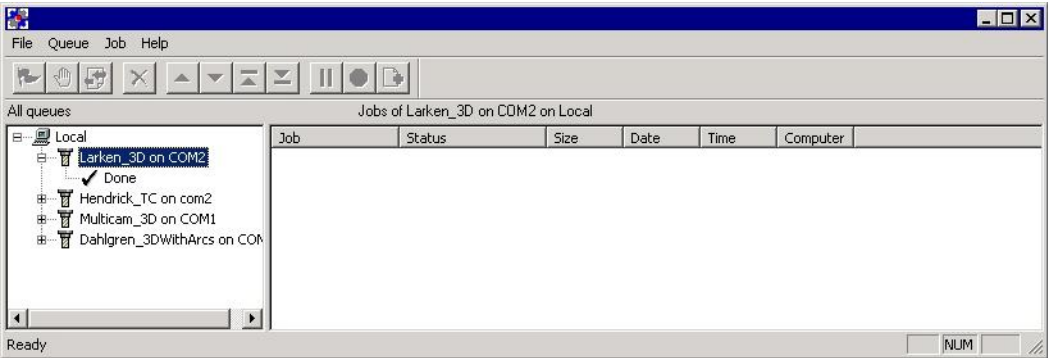 File Queue Job Help
All queues Jobs of Larken_3D on COM2 on Local
Local Job Status Size Date Time Computer
Larken_3D on COM2
Done
Hendrick_TC on com2
Multicam_3D on COM1
Dahlgren_3DWithArcs on
Ready NUM